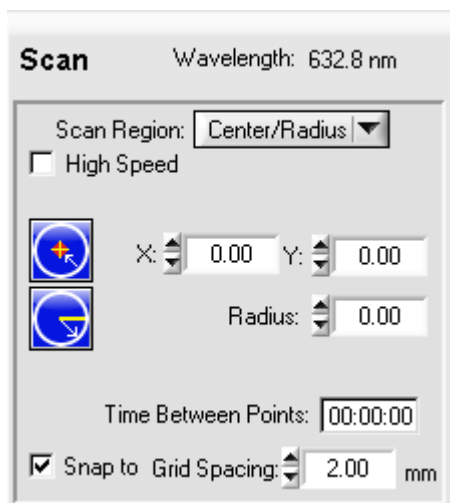 Scan Wavelength: 632.8 nm
Scan Region: Center/Radius
High Speed
X: 0.00 Y: 0.00
Radius: 0.00
Time Between Points: 00:00:00
Snap to Grid Spacing: 2.00 mm